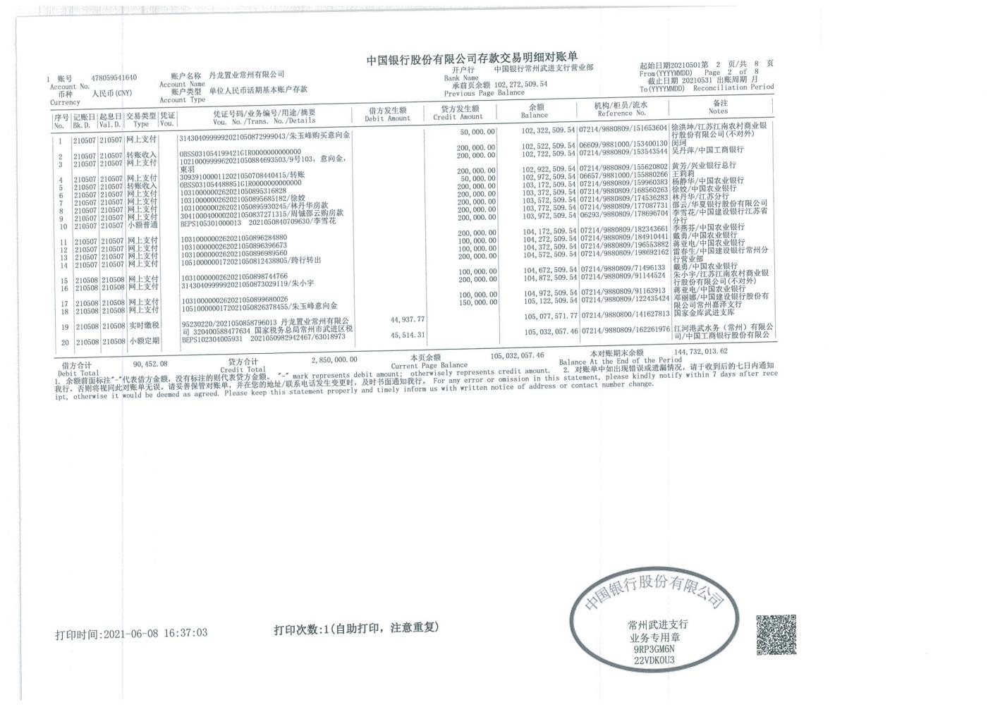 中国银行股份有限公司存款交易明细对账单
1 账号 478059541640 账户名称 丹龙置业常州有限公司 开户行 中国银行常州武进支行营业部 起始日期20210501第 2 页/共 8 页
Account No. Account Name Bank Name From(YYYYMMDD) Page 2 of 8
币种 人民币(CNY) 账户类型 单位人民币活期基本账户存款 承前页余额 102,272,509.54 截止日期 20210531 出账周期 月
Currency Account Type Previous Page Balance To(YYYYMMDD) Reconciliation Period
序号 记账日 起息日 交易类型 凭证 凭证号码/业务编号/用途/摘要 借方发生额 贷方发生额 余额 机构/柜员/流水 备注
No. Bk.D. Val.D. Type Vou. Vou. No./Trans. No./Details Debit Amount Credit Amount Balance Reference No. Notes
1 210507 210507 网上支付 31430409999992021050872999043/朱玉峰购买意向金 50,000.00 102,322,509.54 07214/9880809/151653604 徐洪坤/江苏江南农村商业银
行股份有限公司(不对外)
2 210507 210507 转账收入 OBSS031054199421GIR0000000000000 200,000.00 102,522,509.54 06609/9881000/153400130 闵珂
3 210507 210507 网上支付 10210009999620210508846935​03/9号103, 意向金, 200,000.00 102,722,509.54 07214/9880809/153543544 吴丹萍/中国工商银行
束羽
4 210507 210507 网上支付 30939100001120210507084404​15/转账 200,000.00 102,922,509.54 07214/9880809/155620802 黄芳/兴业银行总行
5 210507 210507 转账收入 OBSS031054488851GIR0000000000000 50,000.00 102,972,509.54 06657/9881000/155880266 王莉莉
6 210507 210507 网上支付 10310000002620210508953168​28 200,000.00 103,172,509.54 07214/9880809/159960383 杨静华/中国农业银行
7 210507 210507 网上支付 10310000002620210508956851​82/徐姣 200,000.00 103,372,509.54 07214/9880809/168560263 徐姣/中国农业银行
8 210507 210507 网上支付 10310000002620210508959302​45/林丹华房款 200,000.00 103,572,509.54 07214/9880809/174536283 林丹华/江苏分行
9 210507 210507 网上支付 30410004000020210508372713​15/周铖邵云购房款 200,000.00 103,772,509.54 07214/9880809/177087731 邵云/华夏银行股份有限公司
10 210507 210507 小额普通 BEPS105301000013 2021050840709630/李雪花 200,000.00 103,972,509.54 06293/9880809/178696704 李雪花/中国建设银行江苏省
分行
11 210507 210507 网上支付 10310000002620210508962848​80 200,000.00 104,172,509.54 07214/9880809/182343661 季燕芬/中国农业银行
12 210507 210507 网上支付 10310000002620210508963966​73 100,000.00 104,272,509.54 07214/9880809/184910441 戴勇/中国农业银行
13 210507 210507 网上支付 10310000002620210508969895​60 100,000.00 104,372,509.54 07214/9880809/196553882 蒋亚电/中国农业银行
14 210507 210507 网上支付 10510000001720210508124388​05/跨行转出 200,000.00 104,572,509.54 07214/9880809/198692162 雷春生/中国建设银行常州分
行营业部
15 210508 210508 网上支付 10310000002620210508987447​66 100,000.00 104,672,509.54 07214/9880809/71496133 戴勇/中国农业银行
16 210508 210508 网上支付 31430409999992021050873029119/朱小宇 200,000.00 104,872,509.54 07214/9880809/91144524 朱小宇/江苏江南农村商业银
行股份有限公司(不对外)
17 210508 210508 网上支付 10310000002620210508996800​26 100,000.00 104,972,509.54 07214/9880809/91163913 蒋亚电/中国农业银行
18 210508 210508 网上支付 10510000001720210508263784​55/朱玉峰意向金 150,000.00 105,122,509.54 07214/9880809/122435424 邓丽娜/中国建设银行股份有
限公司常州嘉泽支行
19 210508 210508 实时缴税 95230220/2021050858796013 丹龙置业常州有限公 44,937.77 105,077,571.77 07214/9880800/141627813 国家金库武进支库
司 320400588477634 国家税务总局常州市武进区税
20 210508 210508 小额定期 BEPS102304005931 2021050982942467/63018973 45,514.31 105,032,057.46 07214/9880809/162261976 江河港武水务（常州）有限公
司/中国工商银行股份有限公
借方合计 90,452.08 贷方合计 2,850,000.00 本页余额 105,032,057.46 本对账期末余额 144,732,013.62
Debit Total Credit Total Current Page Balance Balance At the End of the Period
1. 余额前面标注"-"代表借方金额, 没有标注的则代表贷方金额。 "-" mark represents debit amount; otherwisely represents credit amount. 2. 对账单中如出现错误或遗漏情况, 请于收到后的七日内通知
我行, 否则将视同此对账单无误。请妥善保管对账单, 并在您的地址/联系电话发生变更时, 及时书面通知我行。 For any error or omission in this statement, please kindly notify within 7 days after rece
ipt, otherwise it would be deemed as agreed. Please keep this statement properly and timely inform us with written notice of address or contact number change.
中国银行股份有限公司
常州武进支行
业务专用章
9RP3GM6N
22VDK0U3
打印时间:2021-06-08 16:37:03 打印次数:1(自助打印, 注意重复)